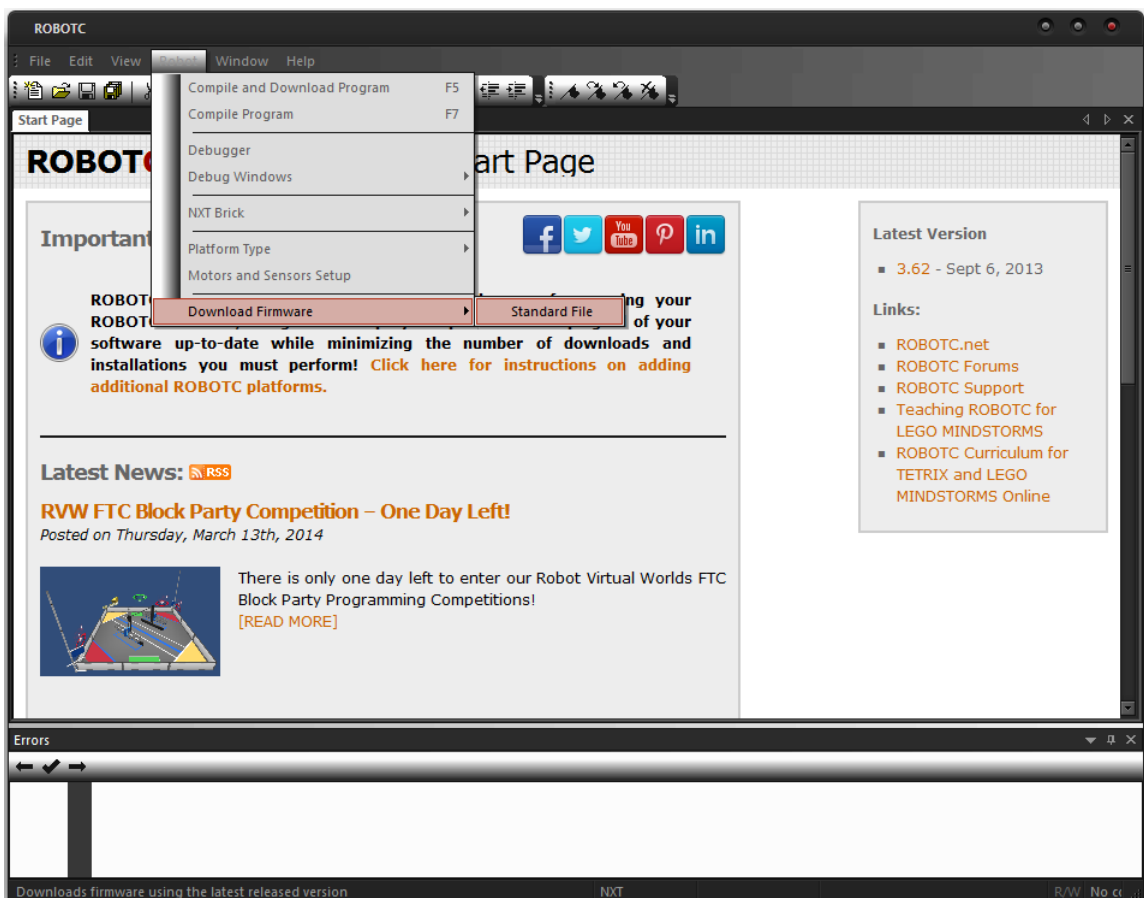 ROBOTC
File Edit View Robot Window Help
Compile and Download Program F5
Compile Program F7
Debugger
Debug Windows
NXT Brick
Platform Type
Motors and Sensors Setup
Download Firmware
Standard File
Start Page
ROBOT art Page
Important
You Tube
in
ROBOT ng your
ROBOT of your
software up-to-date while minimizing the number of downloads and
installations you must perform! Click here for instructions on adding
additional ROBOTC platforms.
Latest News: RSS
RVW FTC Block Party Competition – One Day Left!
Posted on Thursday, March 13th, 2014
There is only one day left to enter our Robot Virtual Worlds FTC
Block Party Programming Competitions!
[READ MORE]
Latest Version
3.62 - Sept 6, 2013
Links:
ROBOTC.net
ROBOTC Forums
ROBOTC Support
Teaching ROBOTC for
LEGO MINDSTORMS
ROBOTC Curriculum for
TETRIX and LEGO
MINDSTORMS Online
Errors
Downloads firmware using the latest released version NXT R/W No